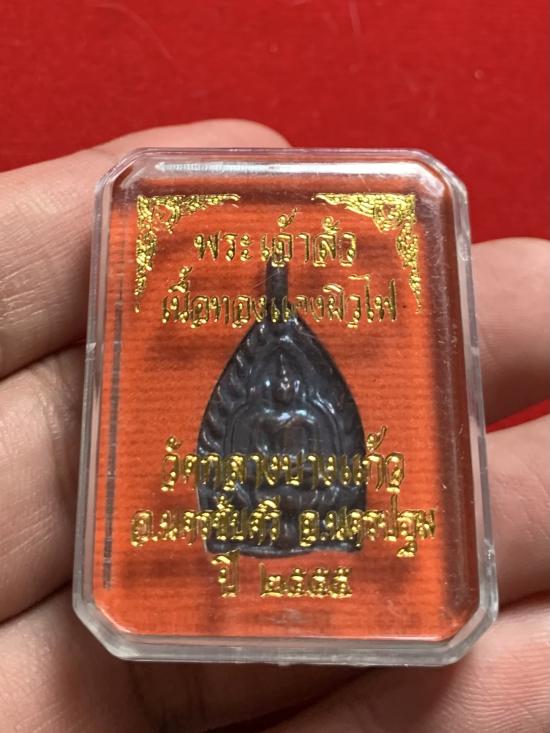 พระเจ้าสัว
เนื้อทองแดงผิวไฟ
วัดกลางบางแก้ว
อ.นครชัยศรี จ.นครปฐม
ปี ๒๕๕๕